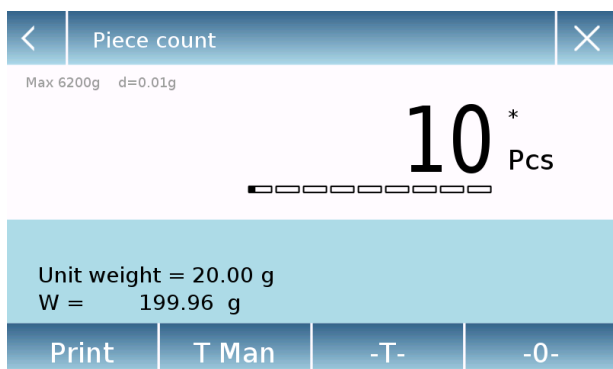 Piece count
Max 6200g d=0.01g
10 * Pcs
Unit weight = 20.00 g
W = 199.96 g
Print T Man -T- -0-